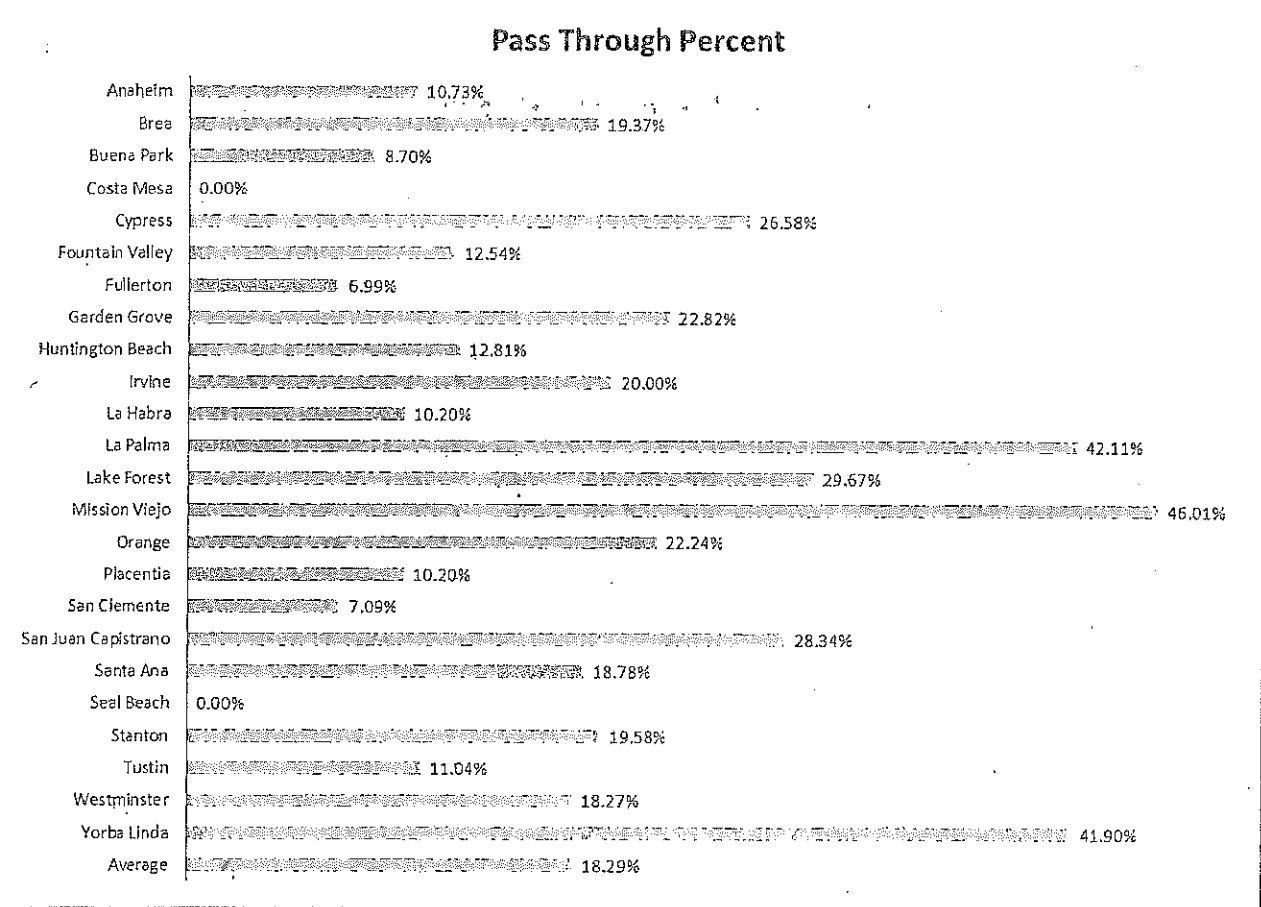 Pass Through Percent
Anaheim 10.73%
Brea 19.37%
Buena Park 8.70%
Costa Mesa 0.00%
Cypress 26.58%
Fountain Valley 12.54%
Fullerton 6.99%
Garden Grove 22.82%
Huntington Beach 12.81%
Irvine 20.00%
La Habra 10.20%
La Palma 42.11%
Lake Forest 29.67%
Mission Viejo 46.01%
Orange 22.24%
Placentia 10.20%
San Clemente 7.09%
San Juan Capistrano 28.34%
Santa Ana 18.78%
Seal Beach 0.00%
Stanton 19.58%
Tustin 11.04%
Westminster 18.27%
Yorba Linda 41.90%
Average 18.29%